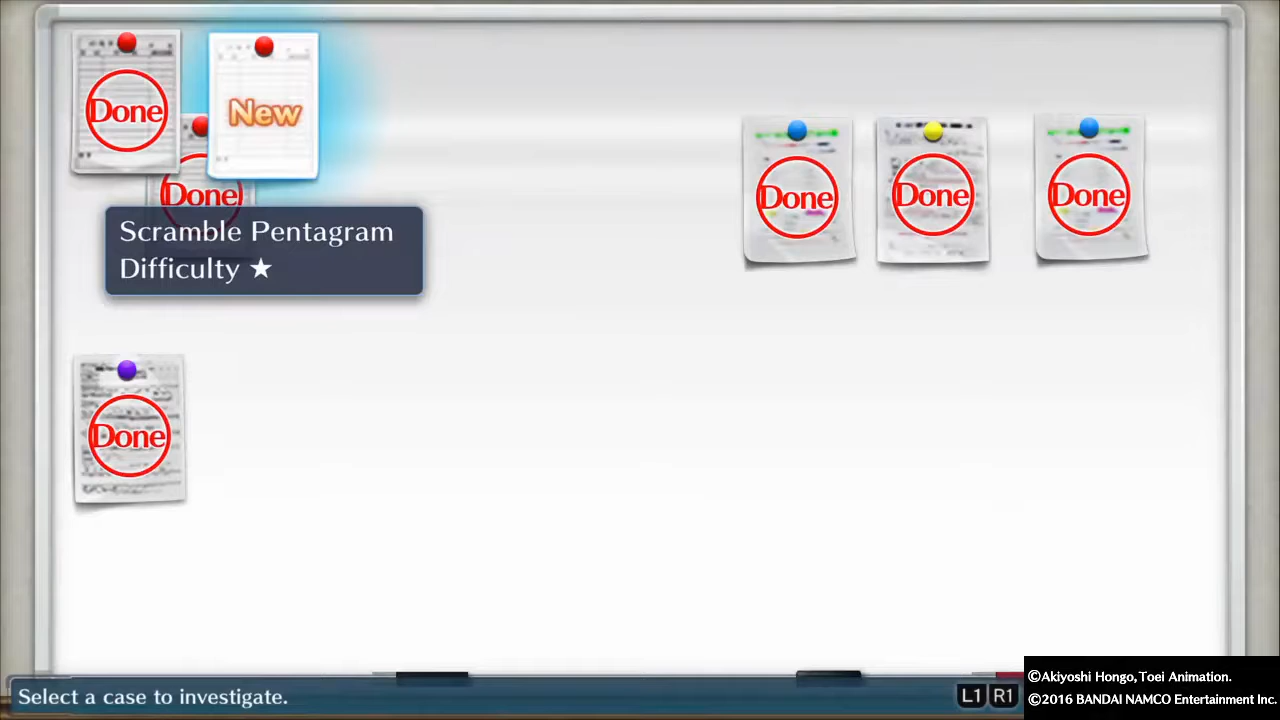 Done
New
Done
Scramble Pentagram
Difficulty ★
Done
Done
Done
Done
Select a case to investigate.
L1 R1
©Akiyoshi Hongo,Toei Animation.
©2016 BANDAI NAMCO Entertainment Inc.